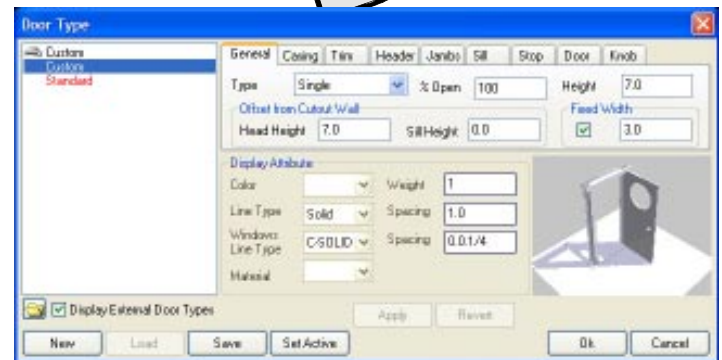 Door Type
Custom
Custom
Standard
General Casing Trim Header Jambs Sill Stop Door Knob
Type Single % Open 100 Height 7.0
Offset from Cutout Wall Fixed Width
Head Height 7.0 Sill Height 0.0 3.0
Display Attribute
Color Weight 1
Line Type Solid Spacing 1.0
Windows Line Type C-SOLID Spacing 0.0.1/4
Material
Display External Door Types
Apply Revert
New Load Save Set Active Ok Cancel